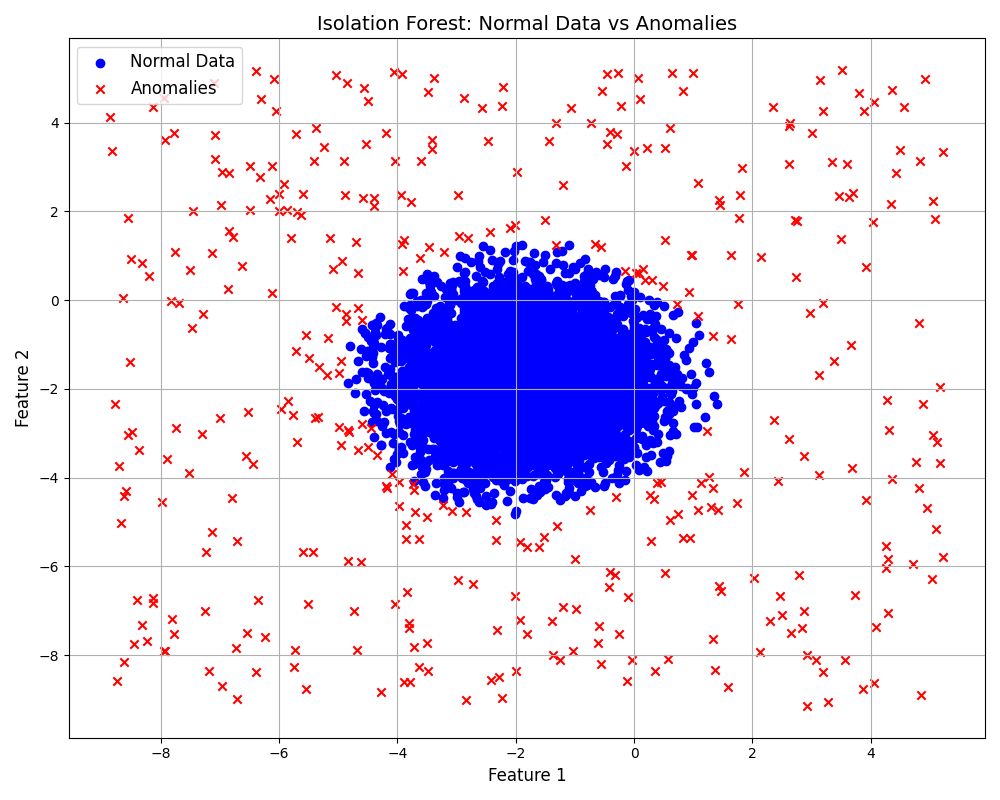 Isolation Forest: Normal Data vs Anomalies
Normal Data
Anomalies
4
2
0
−2
−4
−6
−8
Feature 2
−8 −6 −4 −2 0 2 4
Feature 1